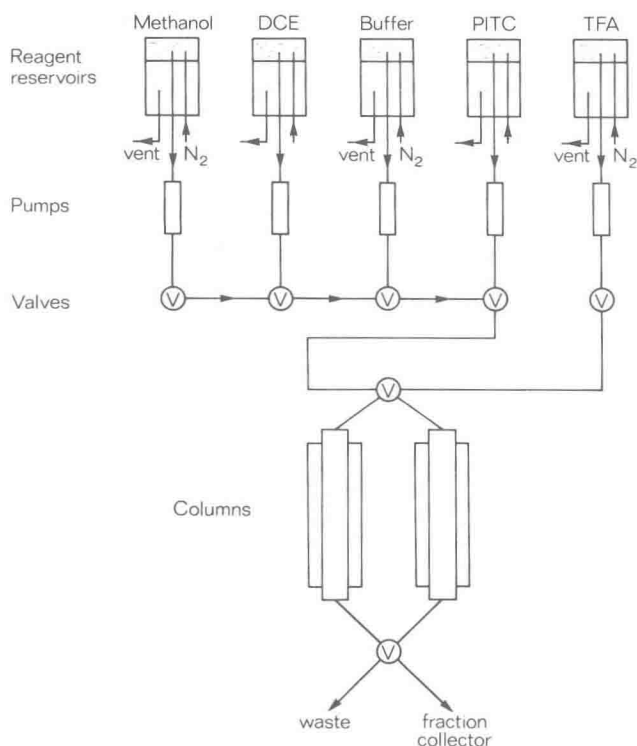 Methanol DCE Buffer PITC TFA
Reagent
reservoirs
vent N₂ vent N₂ vent N₂
Pumps
Valves
V V V V V
V
Columns
V
waste fraction
collector